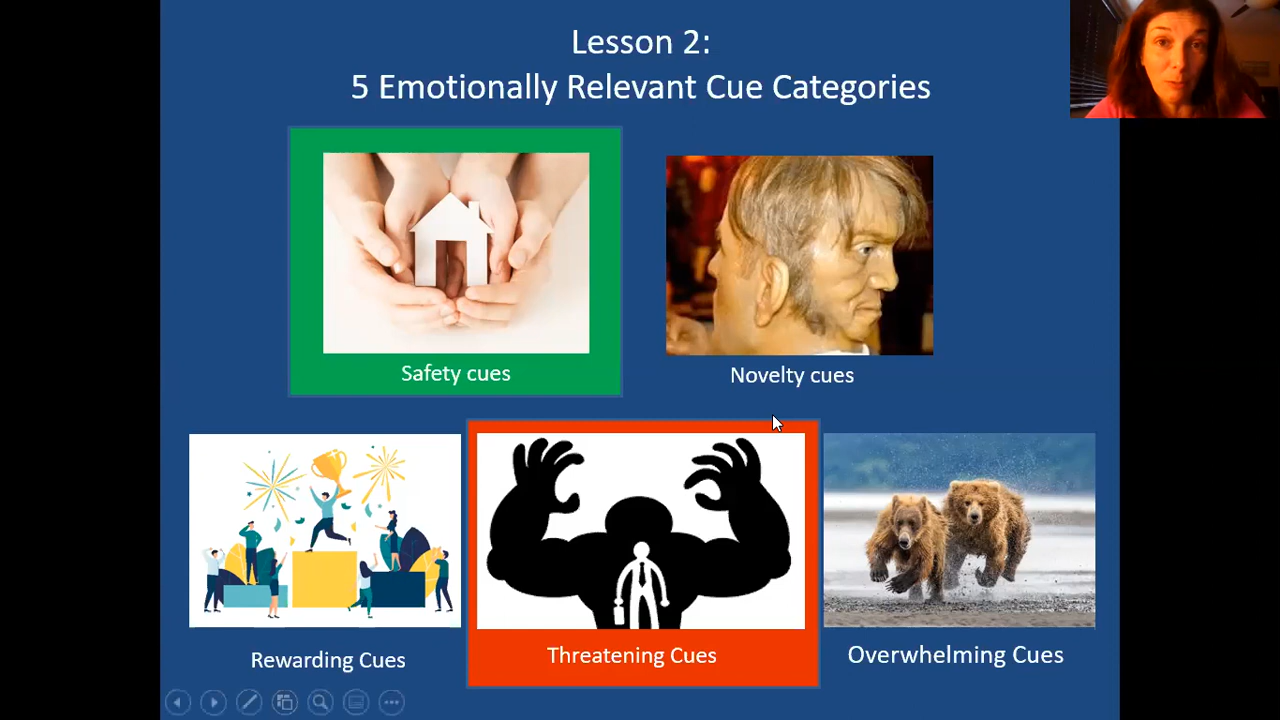 Lesson 2:
5 Emotionally Relevant Cue Categories
Safety cues
Novelty cues
Rewarding Cues
Threatening Cues
Overwhelming Cues